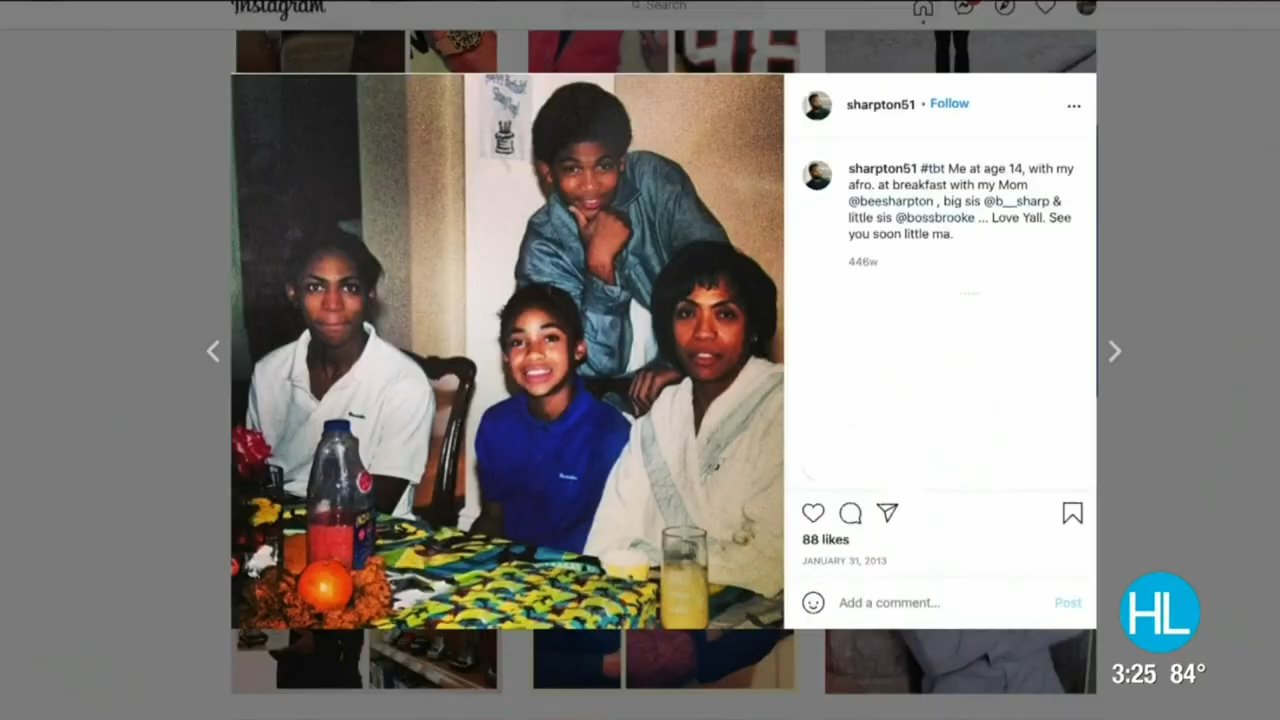 Instagram
Search
sharpton51 • Follow
...
sharpton51 #tbt Me at age 14, with my
afro. at breakfast with my Mom
@beesharpton , big sis @b__sharp &
little sis @bossbrooke ... Love Yall. See
you soon little ma.
446w
88 likes
JANUARY 31, 2013
Add a comment...
Post
HL
3:25 84°